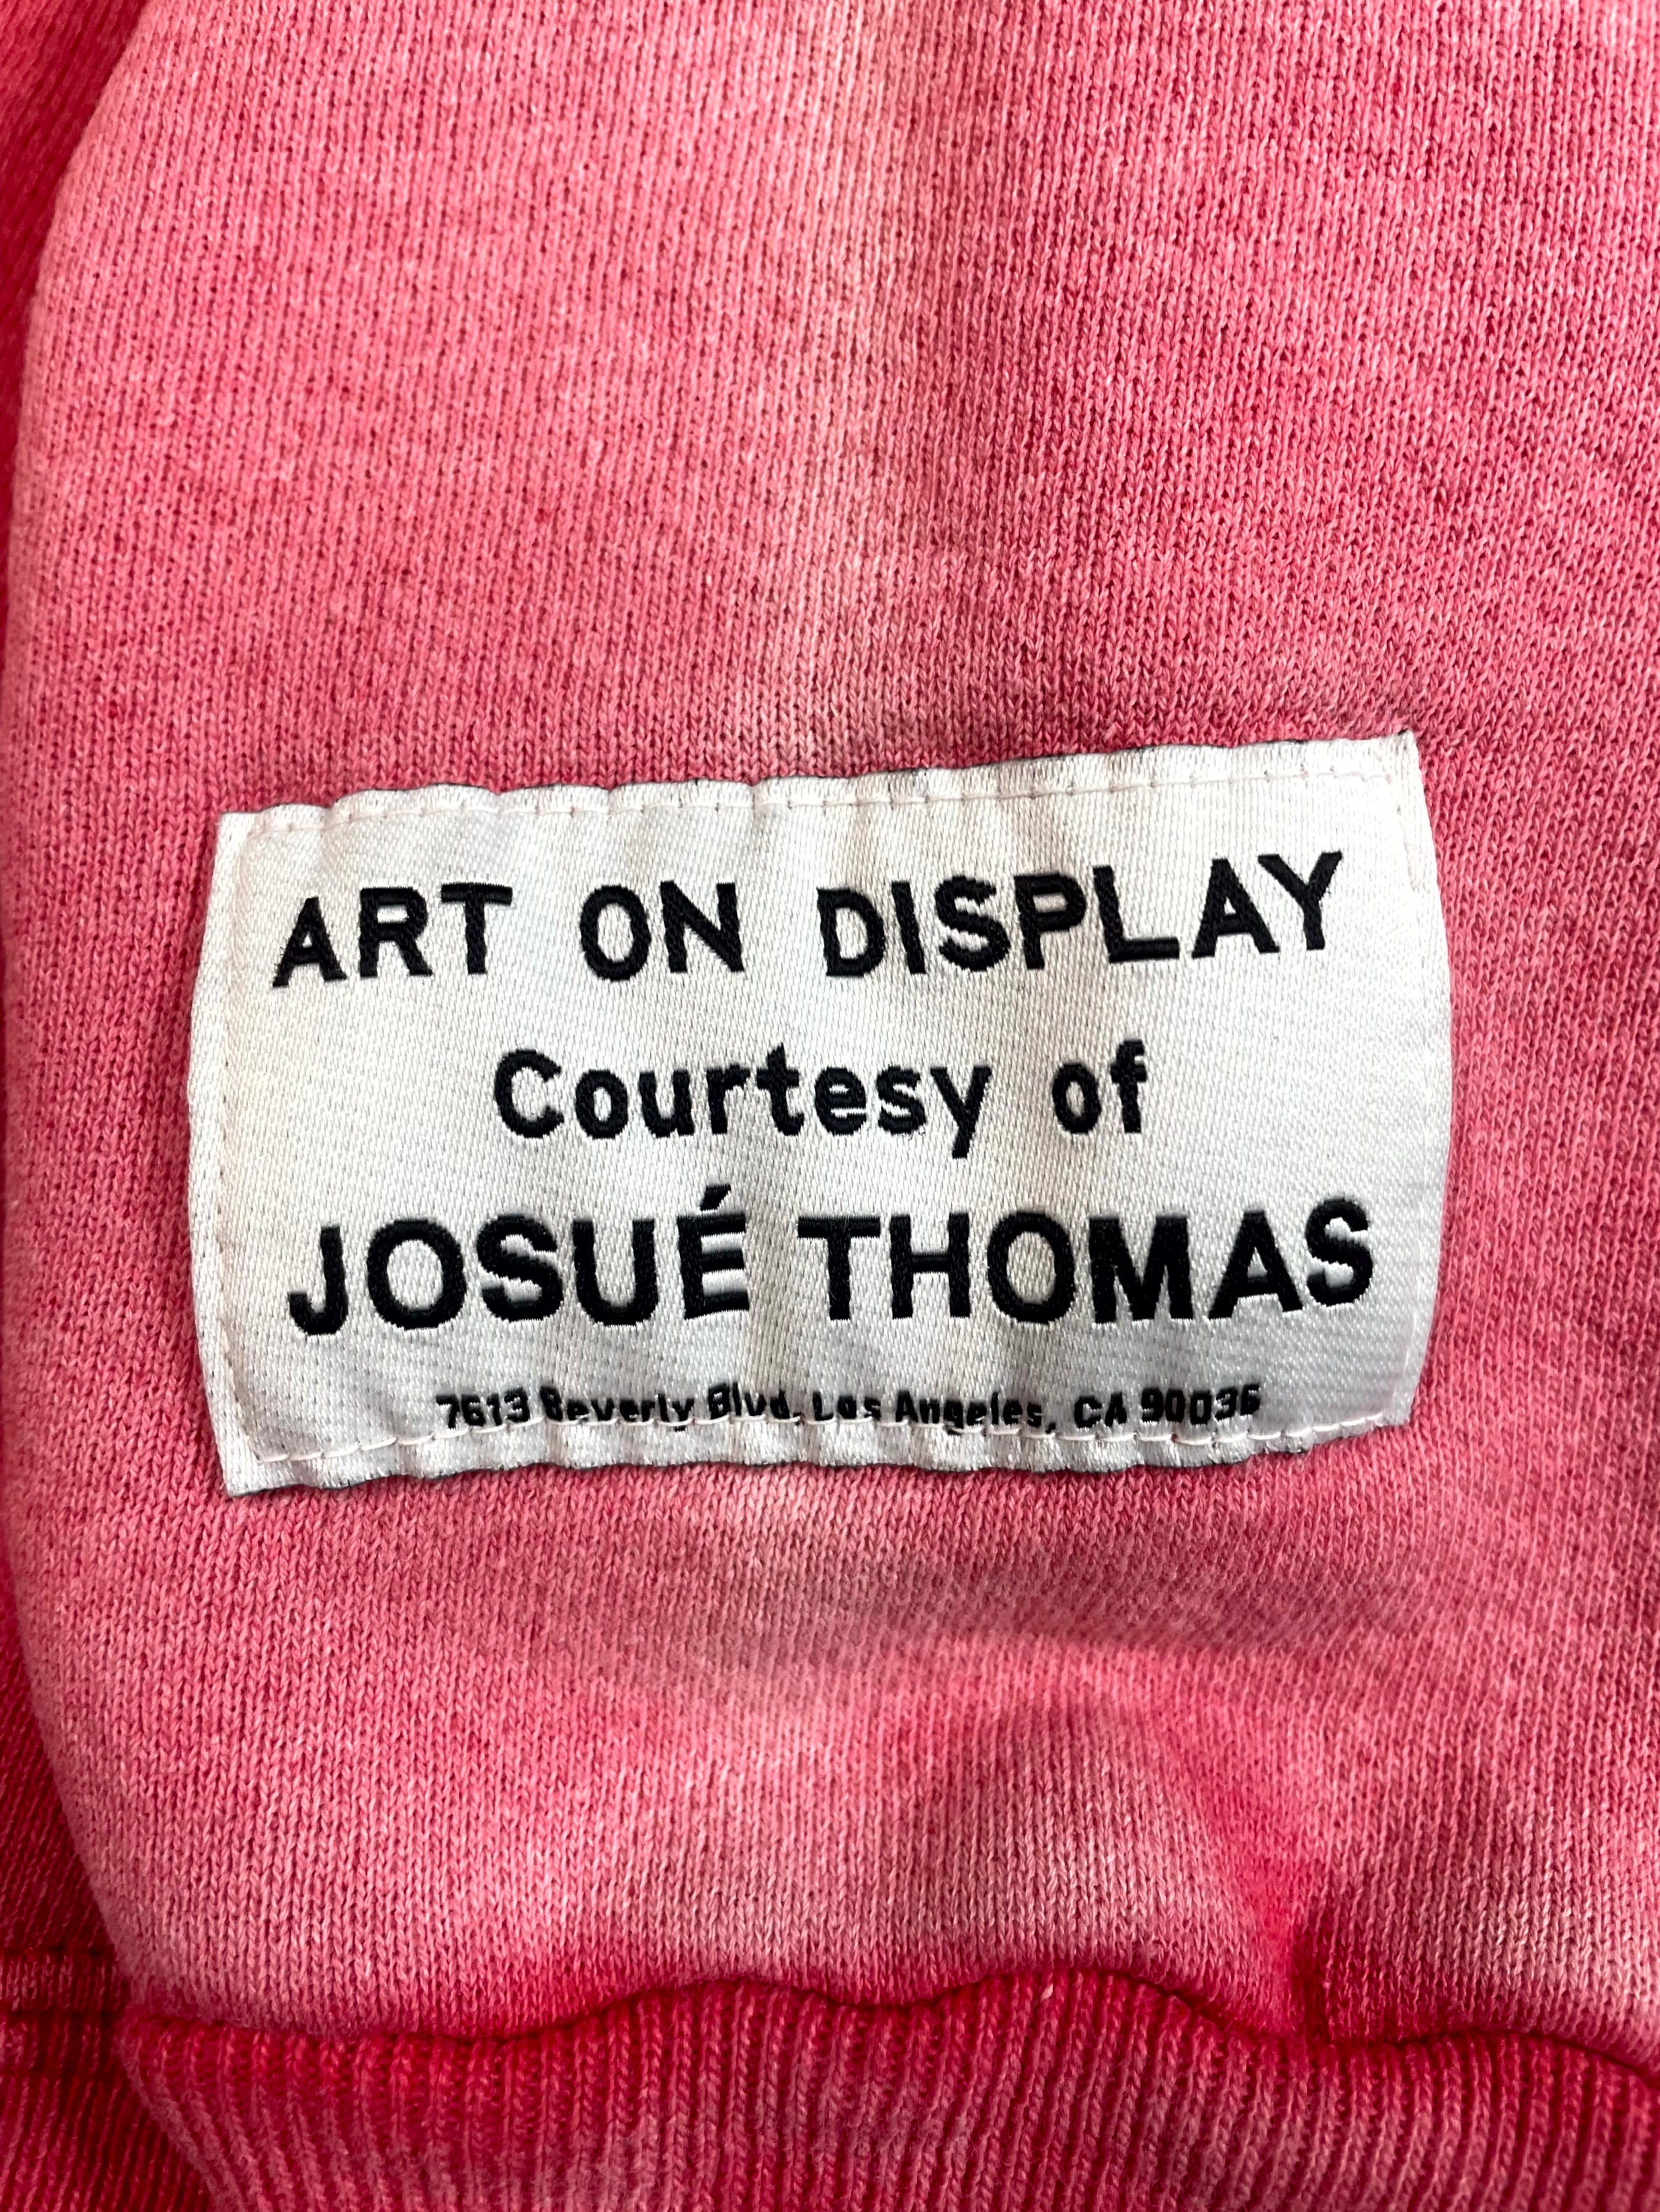 ART ON DISPLAY
Courtesy of
JOSUÉ THOMAS
7613 Beverly Blvd, Los Angeles, CA 90036